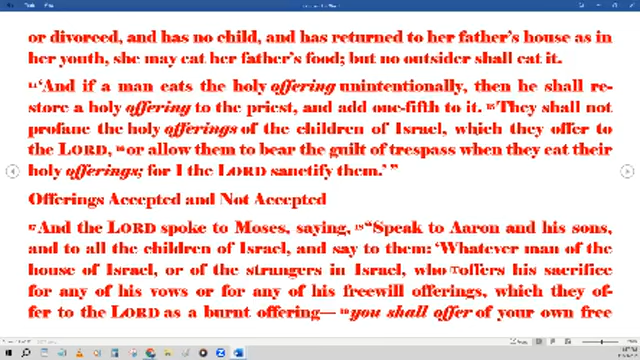 or divorced, and has no child, and has returned to her father's house as in
her youth, she may eat her father's food; but no outsider shall eat it.
14 'And if a man eats the holy offering unintentionally, then he shall re-
store a holy offering to the priest, and add one-fifth to it. 15 They shall not
profane the holy offerings of the children of Israel, which they offer to
the LORD, 16 or allow them to bear the guilt of trespass when they eat their
holy offerings; for I the LORD sanctify them.' "
Offerings Accepted and Not Accepted
17 And the LORD spoke to Moses, saying, 18 "Speak to Aaron and his sons,
and to all the children of Israel, and say to them: 'Whatever man of the
house of Israel, or of the strangers in Israel, who offers his sacrifice
for any of his vows or for any of his freewill offerings, which they of-
fer to the LORD as a burnt offering— 19 you shall offer of your own free